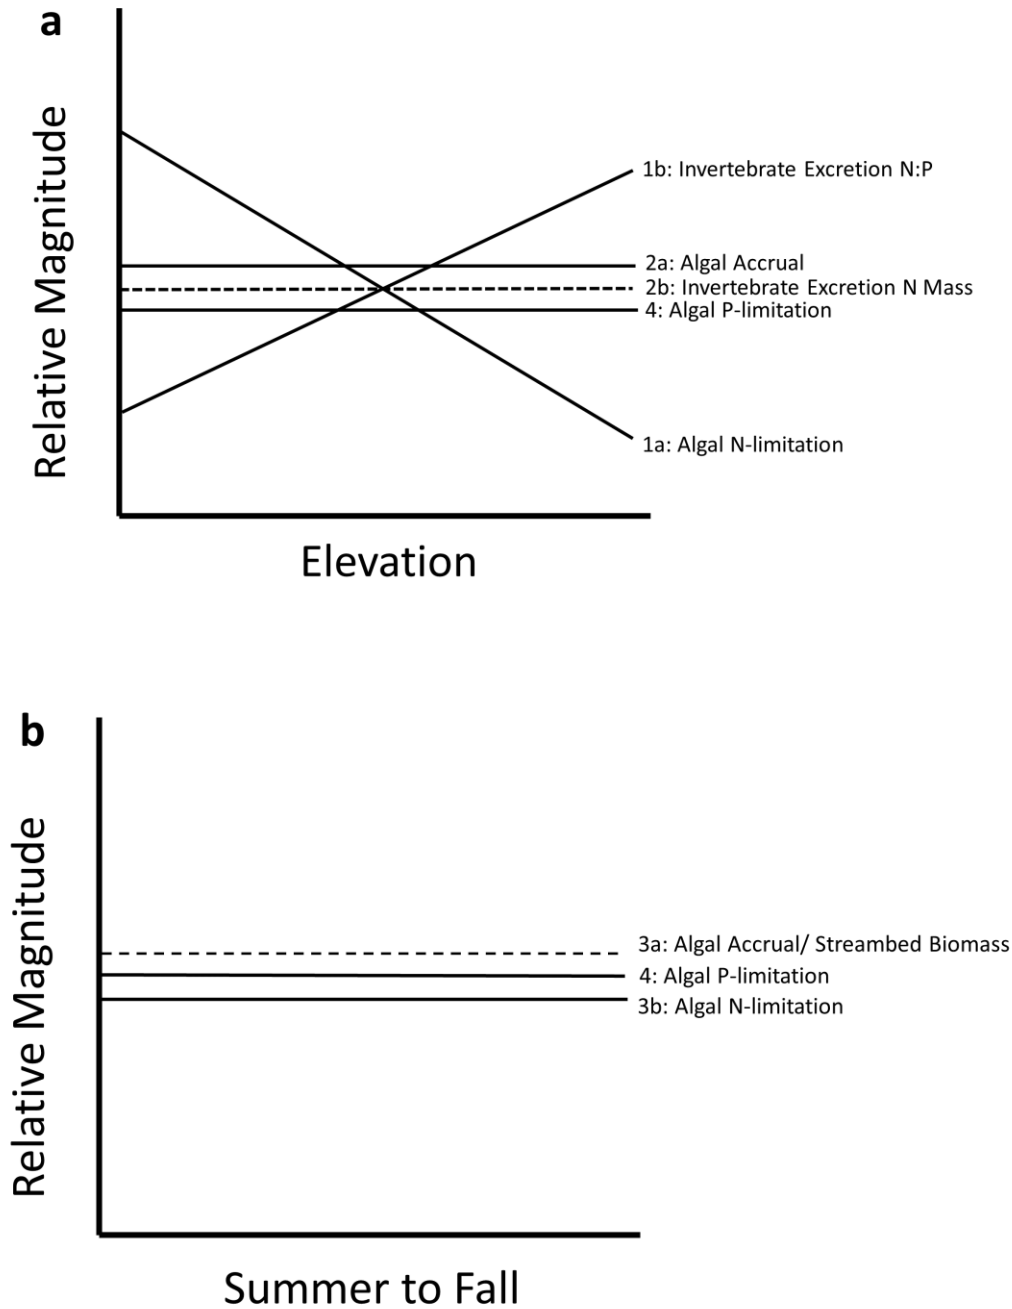 a
Relative Magnitude
1b: Invertebrate Excretion N:P
2a: Algal Accrual
2b: Invertebrate Excretion N Mass
4: Algal P-limitation
1a: Algal N-limitation
Elevation
b
Relative Magnitude
3a: Algal Accrual/ Streambed Biomass
4: Algal P-limitation
3b: Algal N-limitation
Summer to Fall